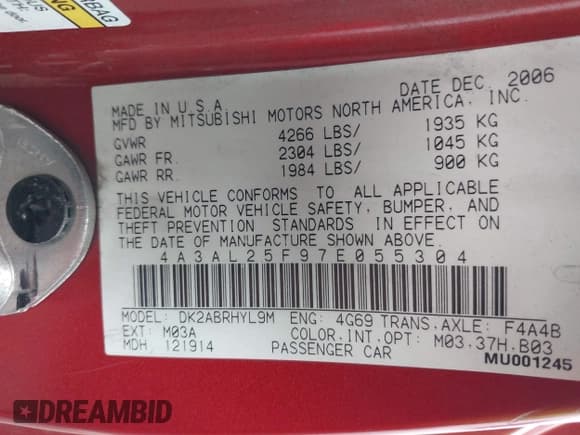 RBAG
NG
US
MADE IN U.S.A. DATE DEC, 2006
MFD BY MITSUBISHI MOTORS NORTH AMERICA, INC.
GVWR 4266 LBS/ 1935 KG
GAWR FR. 2304 LBS/ 1045 KG
GAWR RR. 1984 LBS/ 900 KG
THIS VEHICLE CONFORMS TO ALL APPLICABLE
FEDERAL MOTOR VEHICLE SAFETY, BUMPER, AND
THEFT PREVENTION STANDARDS IN EFFECT ON
THE DATE OF MANUFACTURE SHOWN ABOVE.
4A3AL25F97E055304
MODEL: DK2ABRHYL9M ENG: 4G69 TRANS.AXLE: F4A4B
EXT: M03A COLOR.INT.OPT: M03.37H.B03
MDH 121914 PASSENGER CAR MU001245
DREAMBID